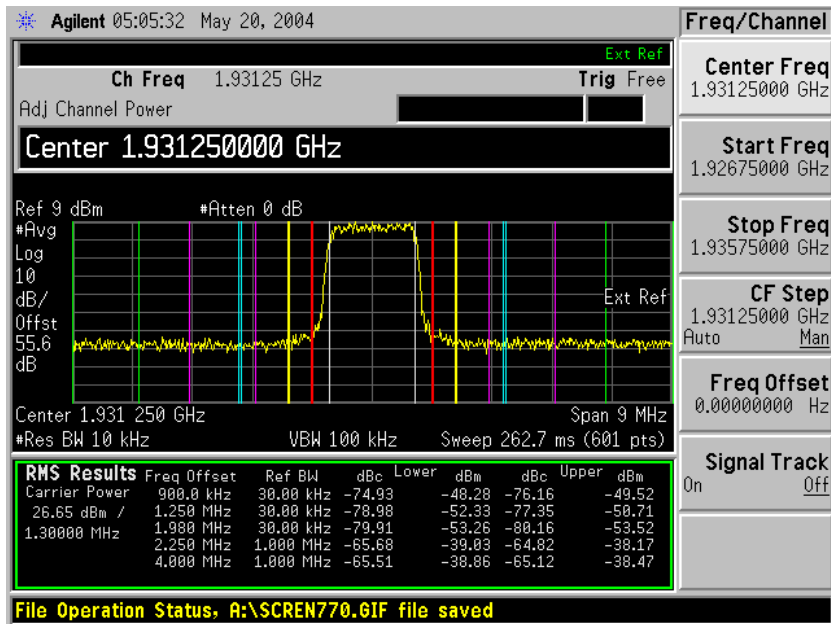 Agilent 05:05:32 May 20, 2004
Freq/Channel
Ext Ref
Ch Freq 1.93125 GHz Trig Free
Adj Channel Power
Center 1.931250000 GHz
Ref 9 dBm #Atten 0 dB
#Avg
Log
10
dB/
Offst
55.6
dB
Ext Ref
Center 1.931 250 GHz Span 9 MHz
#Res BW 10 kHz VBW 100 kHz Sweep 262.7 ms (601 pts)
RMS Results Freq Offset Ref BW dBc Lower dBm dBc Upper dBm
Carrier Power 900.0 kHz 30.00 kHz -74.93 -48.28 -76.16 -49.52
26.65 dBm / 1.250 MHz 30.00 kHz -78.98 -52.33 -77.35 -50.71
1.30000 MHz 1.980 MHz 30.00 kHz -79.91 -53.26 -80.16 -53.52
2.250 MHz 1.000 MHz -65.68 -39.03 -64.82 -38.17
4.000 MHz 1.000 MHz -65.51 -38.86 -65.12 -38.47
File Operation Status, A:\SCREN770.GIF file saved
Center Freq
1.93125000 GHz
Start Freq
1.92675000 GHz
Stop Freq
1.93575000 GHz
CF Step
1.93125000 GHz
Auto Man
Freq Offset
0.00000000 Hz
Signal Track
On Off